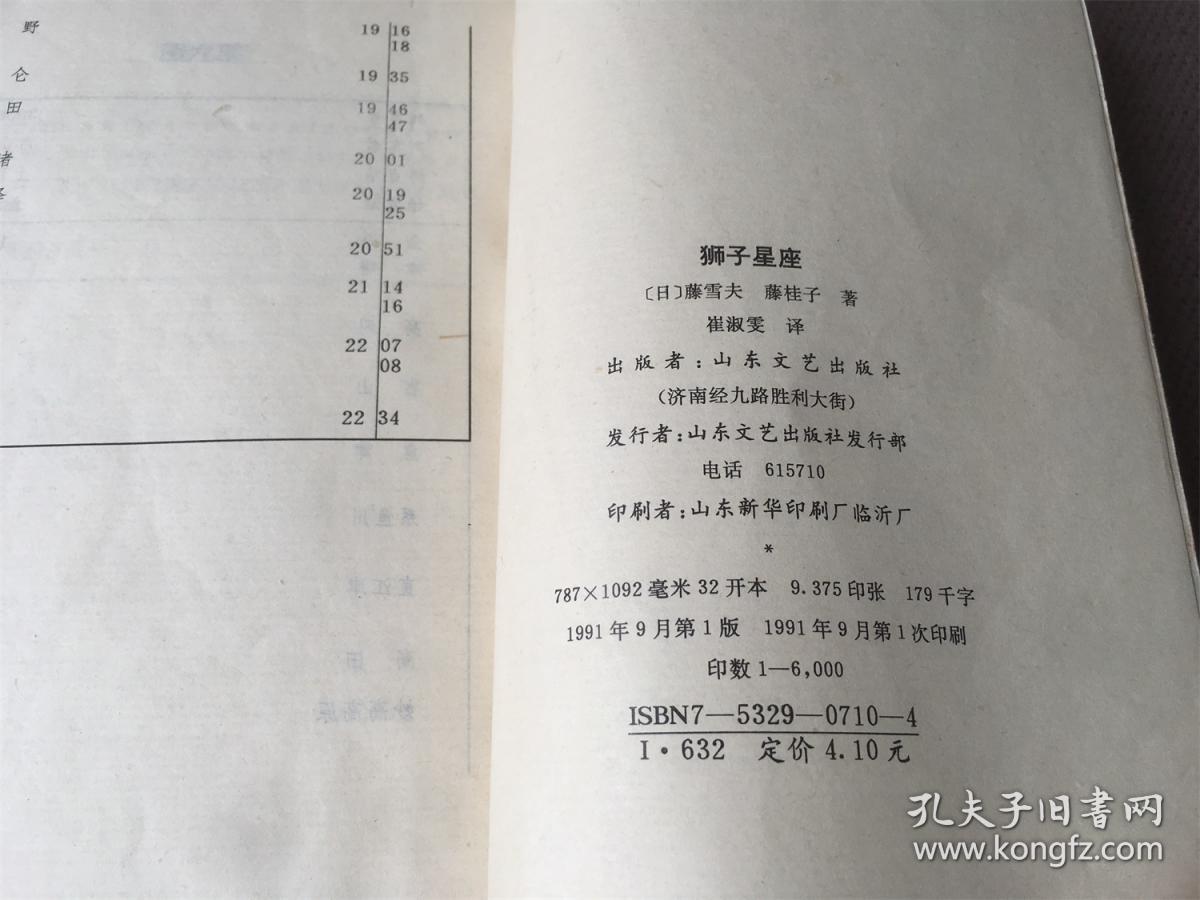 野 19 16
18
仑 19 35
田 19 46
47
渚 20 01
20 19
25
20 51
21 14
16
22 07
08
22 34
狮子星座
〔日〕藤雪夫 藤桂子 著
崔淑雯 译
出版者:山东文艺出版社
(济南经九路胜利大街)
发行者:山东文艺出版社发行部
电话 615710
印刷者:山东新华印刷厂临沂厂
*
787×1092毫米 32开本 9.375印张 179千字
1991年9月第1版 1991年9月第1次印刷
印数1—6,000
ISBN7—5329—0710—4
I·632 定价4.10元
孔夫子旧书网
www.kongfz.com